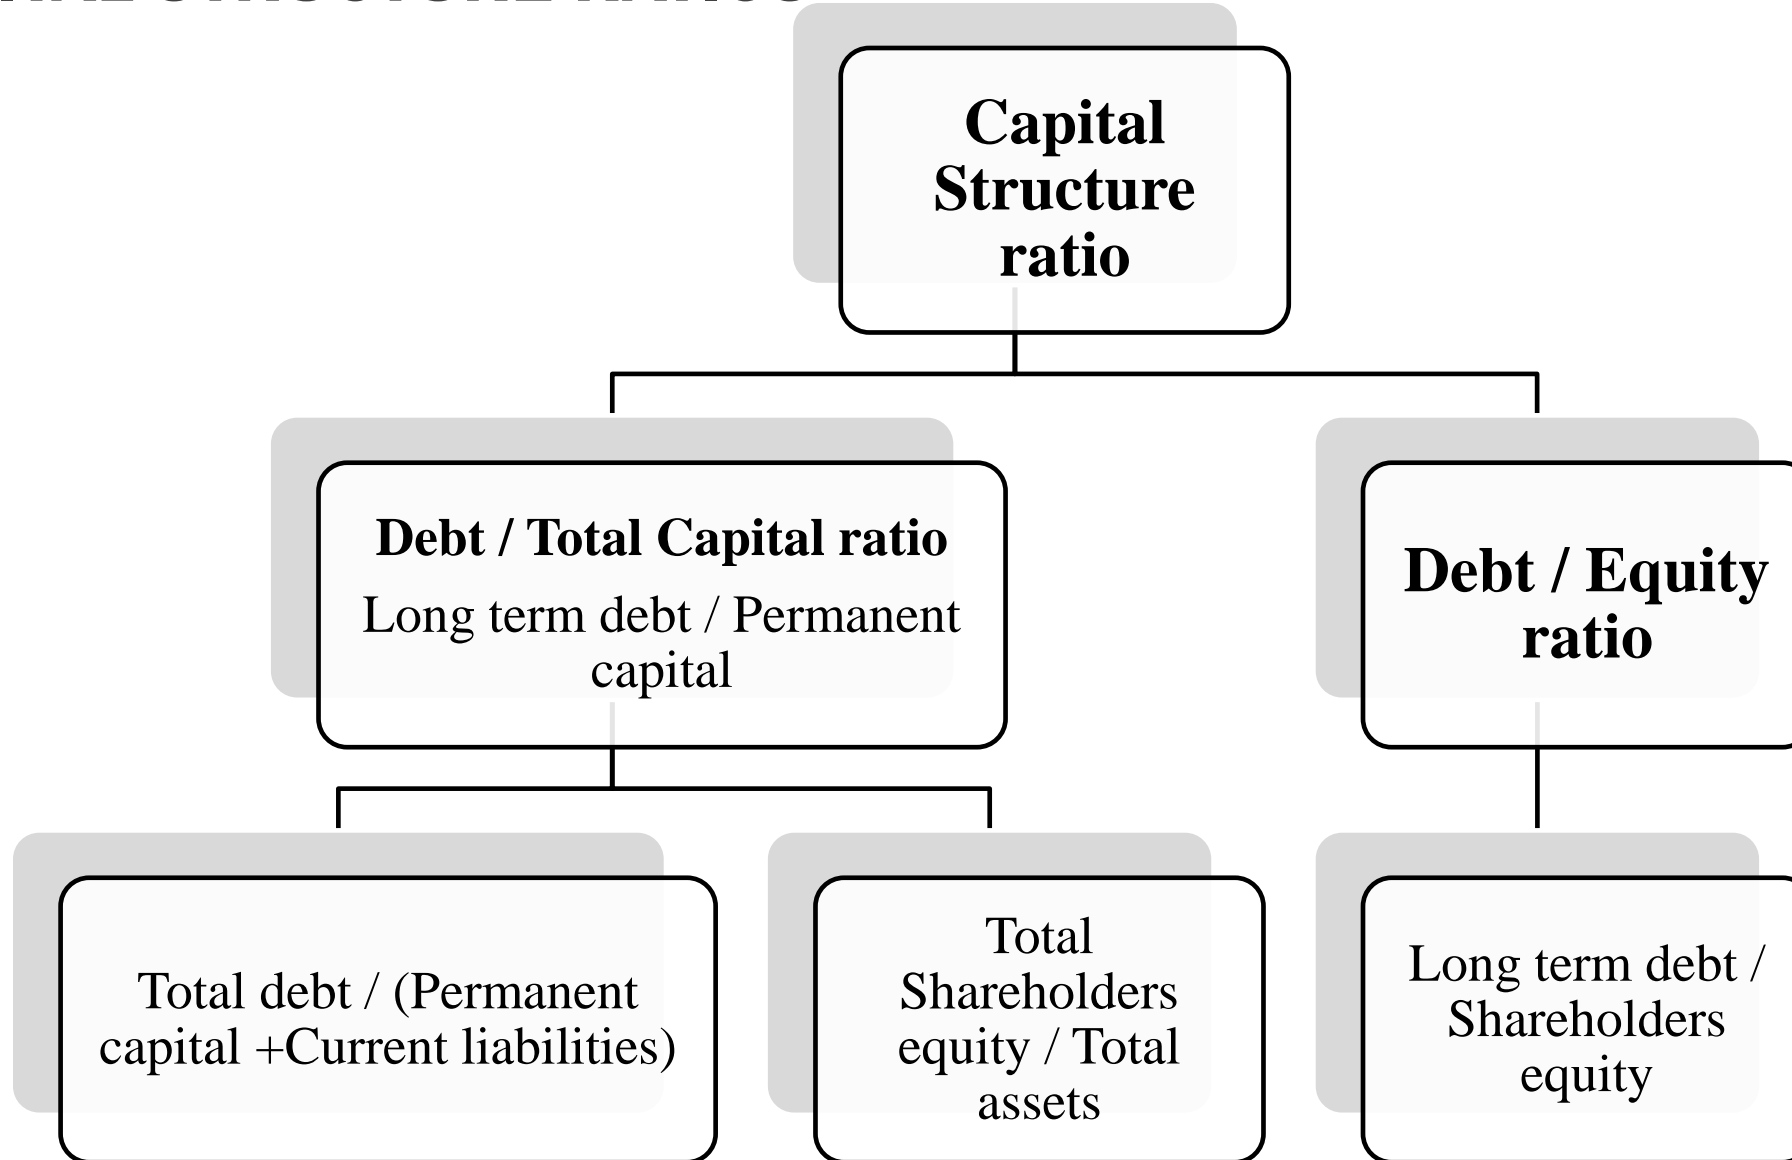 Capital
Structure
ratio
Debt / Total Capital ratio
Long term debt / Permanent
capital
Debt / Equity
ratio
Total debt / (Permanent
capital +Current liabilities)
Total
Shareholders
equity / Total
assets
Long term debt /
Shareholders
equity